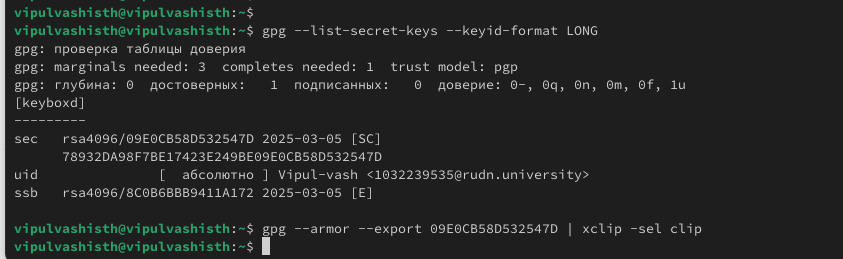 vipulvashisth@vipulvashisth:~$
vipulvashisth@vipulvashisth:~$ gpg --list-secret-keys --keyid-format LONG
gpg: проверка таблицы доверия
gpg: marginals needed: 3  completes needed: 1  trust model: pgp
gpg: глубина: 0  достоверных:   1  подписанных:   0  доверие: 0-, 0q, 0n, 0m, 0f, 1u
[keyboxd]
---------
sec   rsa4096/09E0CB58D532547D 2025-03-05 [SC]
      78932DA98F7BE17423E249BE09E0CB58D532547D
uid               [  абсолютно ] Vipul-vash <1032239535@rudn.university>
ssb   rsa4096/8C0B6BBB9411A172 2025-03-05 [E]

vipulvashisth@vipulvashisth:~$ gpg --armor --export 09E0CB58D532547D | xclip -sel clip
vipulvashisth@vipulvashisth:~$